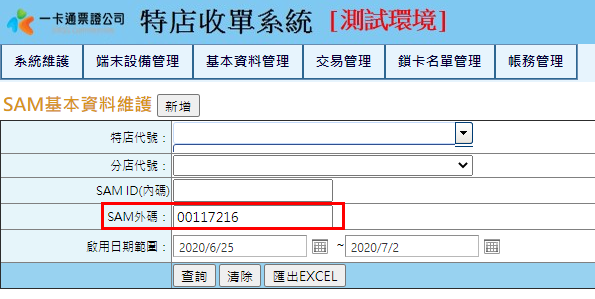 一卡通票證公司 特店收單系統 [測試環境]
系統維護 端末設備管理 基本資料管理 交易管理 鎖卡名單管理 帳務管理
SAM基本資料維護 新增
特店代號：
分店代號：
SAM ID(內碼)
SAM外碼： 00117216
啟用日期範圍： 2020/6/25 ~ 2020/7/2
查詢 清除 匯出EXCEL